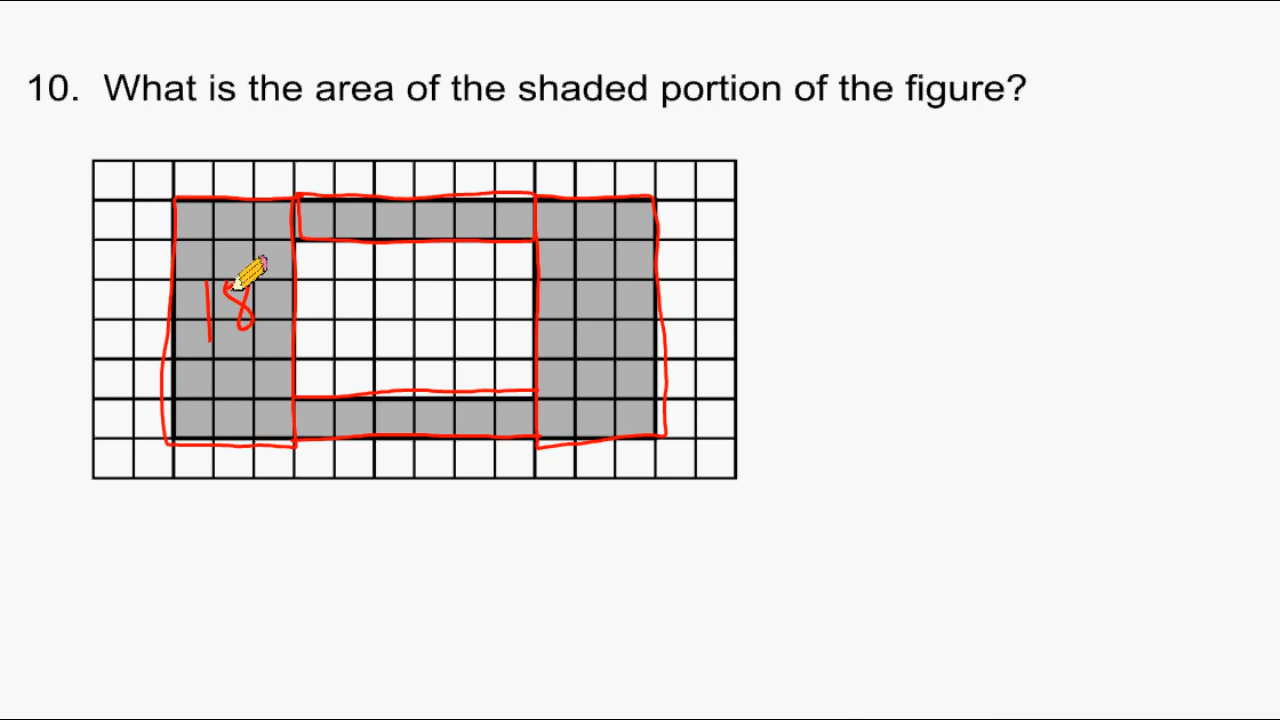 10. What is the area of the shaded portion of the figure?
18